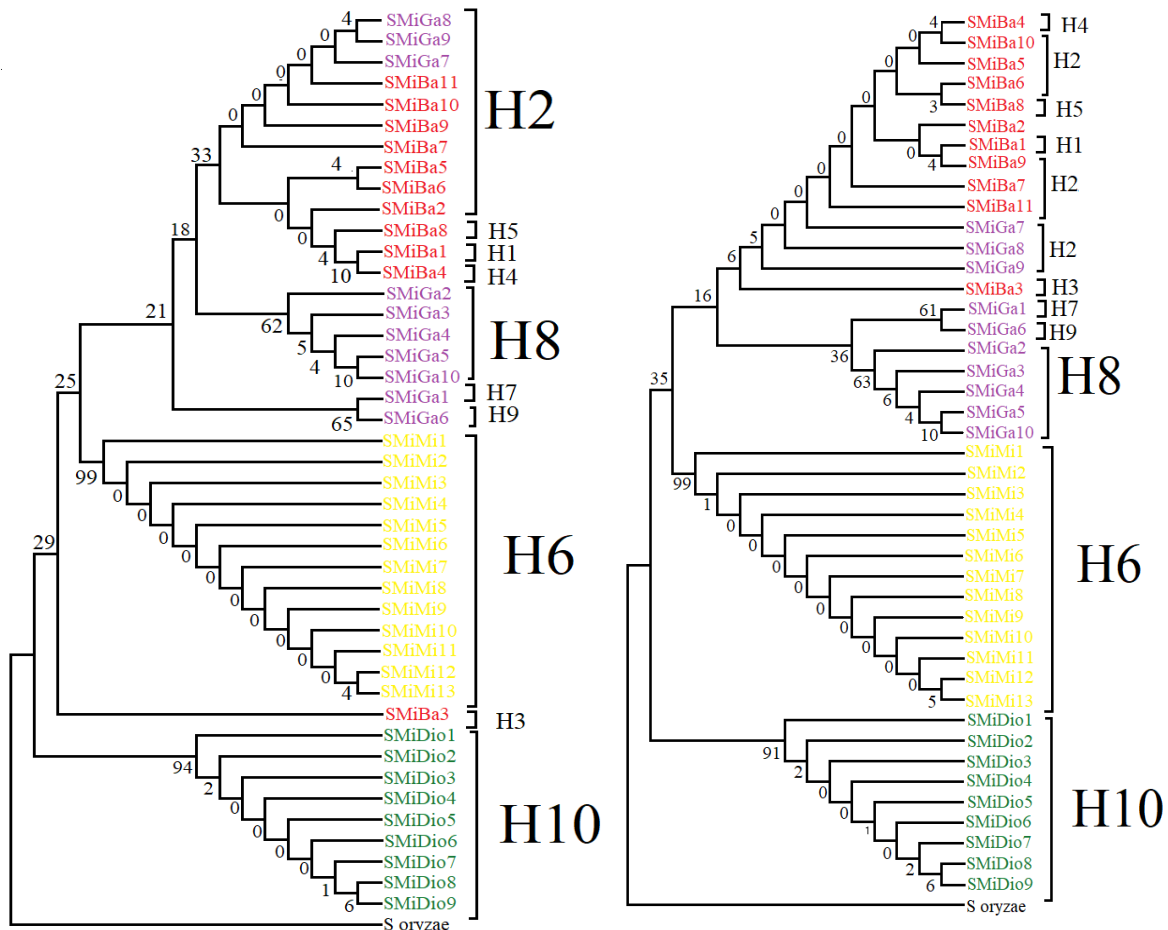 4
SMiGa8
SMiGa9
0
SMiGa7
0
SMiBa11
0
SMiBa10
0
SMiBa9
0
SMiBa7
33
SMiBa5
4
SMiBa6
SMiBa2
0
H2
SMiBa8
0
H5
SMiBa1
4
H1
SMiBa4
10
H4
18
SMiGa2
62
SMiGa3
5
SMiGa4
4
SMiGa5
10
SMiGa10
H8
21
SMiGa1
H7
65
SMiGa6
H9
25
SMiMi1
99
SMiMi2
0
SMiMi3
0
SMiMi4
0
SMiMi5
0
SMiMi6
0
SMiMi7
0
SMiMi8
0
SMiMi9
0
SMiMi10
0
SMiMi11
0
SMiMi12
4
SMiMi13
H6
29
SMiBa3
H3
SMiDio1
94
SMiDio2
2
SMiDio3
0
SMiDio4
0
SMiDio5
0
SMiDio6
0
SMiDio7
1
SMiDio8
6
SMiDio9
H10
S oryzae
4
SMiBa4
H4
SMiBa10
0
SMiBa5
H2
0
SMiBa6
3
SMiBa8
H5
SMiBa2
0
SMiBa1
H1
4
SMiBa9
0
SMiBa7
H2
0
SMiBa11
0
SMiGa7
0
SMiGa8
H2
5
SMiGa9
6
SMiBa3
H3
16
61
SMiGa1
H7
SMiGa6
H9
36
SMiGa2
63
SMiGa3
6
SMiGa4
4
SMiGa5
10
SMiGa10
H8
35
SMiMi1
99
SMiMi2
1
SMiMi3
0
SMiMi4
0
SMiMi5
0
SMiMi6
0
SMiMi7
0
SMiMi8
0
SMiMi9
0
SMiMi10
0
SMiMi11
0
SMiMi12
5
SMiMi13
H6
SMiDio1
91
SMiDio2
2
SMiDio3
0
SMiDio4
0
SMiDio5
1
SMiDio6
0
SMiDio7
2
SMiDio8
6
SMiDio9
H10
S oryzae